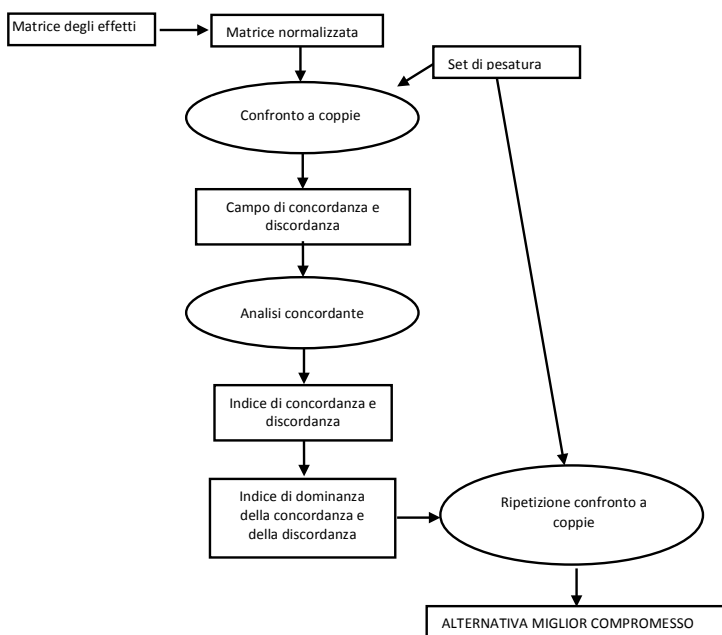 Matrice degli effetti
Matrice normalizzata
Set di pesatura
Confronto a coppie
Campo di concordanza e
discordanza
Analisi concordante
Indice di concordanza e
discordanza
Indice di dominanza
della concordanza e
della discordanza
Ripetizione confronto a
coppie
ALTERNATIVA MIGLIOR COMPROMESSO